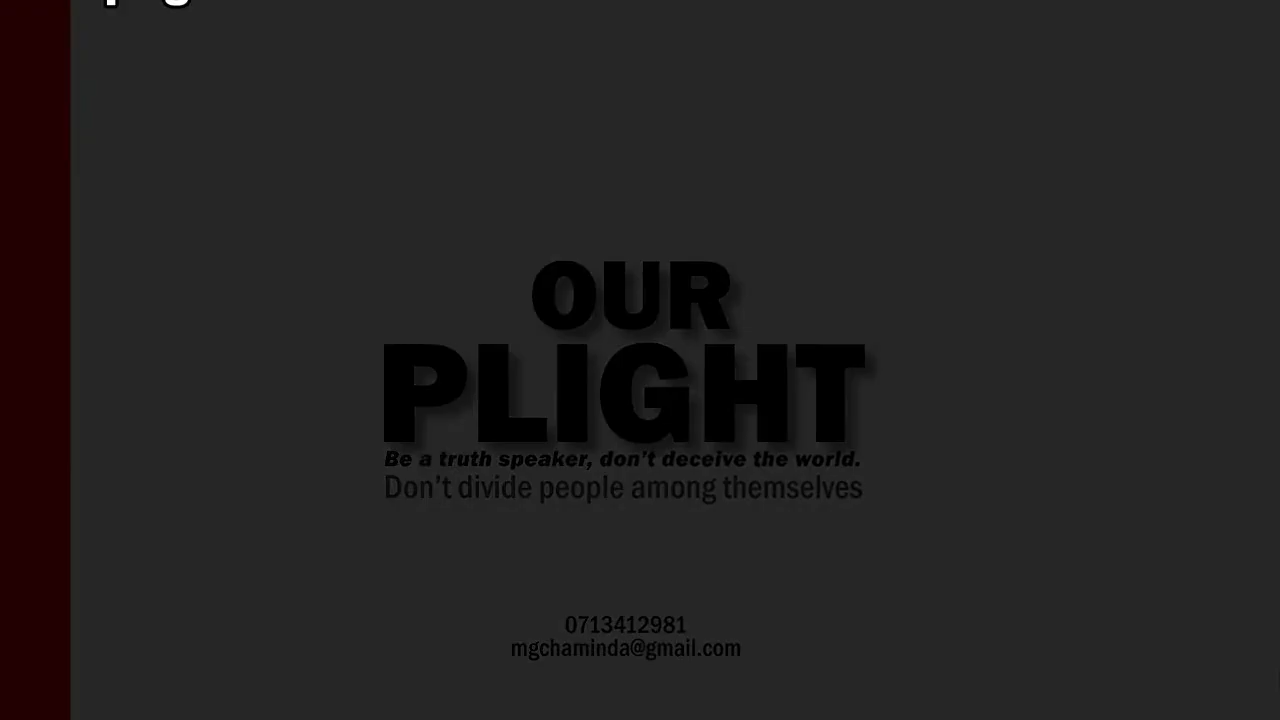 OUR
PLIGHT
Be a truth speaker, don't deceive the world.
Don't divide people among themselves
0713412981
mgchaminda@gmail.com